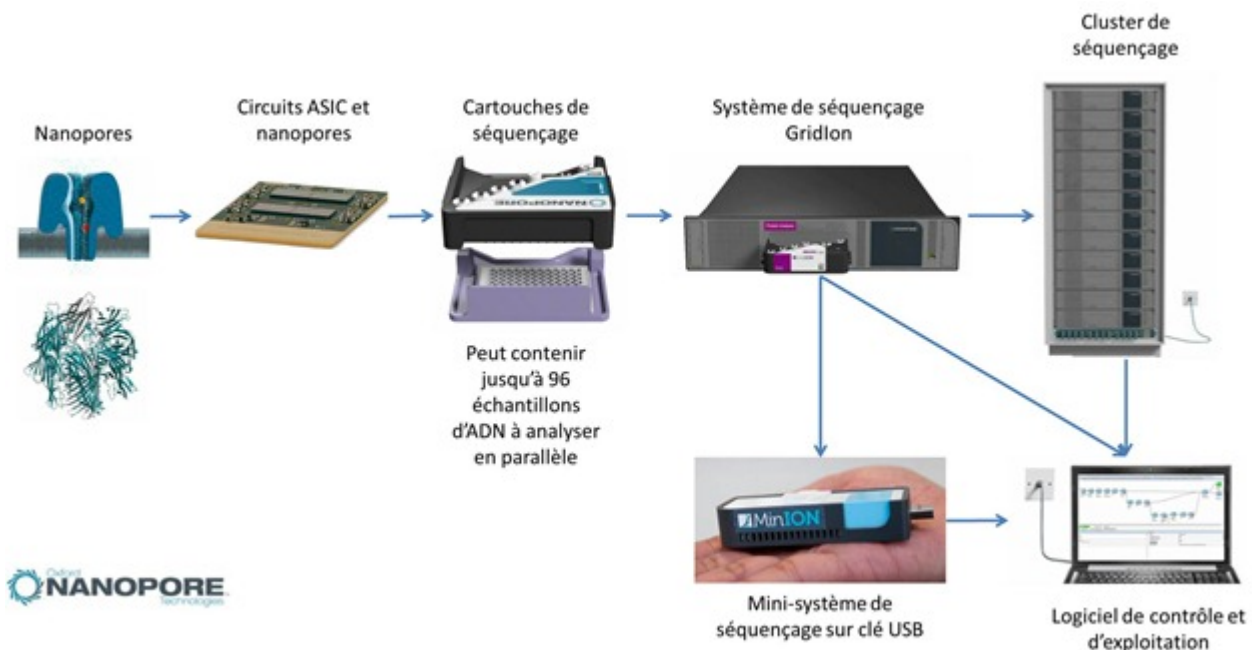 Cluster de
séquençage
Circuits ASIC et
nanopores
Cartouches de
séquençage
Système de séquençage
GridIon
Nanopores
NANOPORE
Peut contenir
jusqu'à 96
échantillons
d'ADN à analyser
en parallèle
MinION
Oxford
NANOPORE
Technologies
Mini-système de
séquençage sur clé USB
Logiciel de contrôle et
d'exploitation